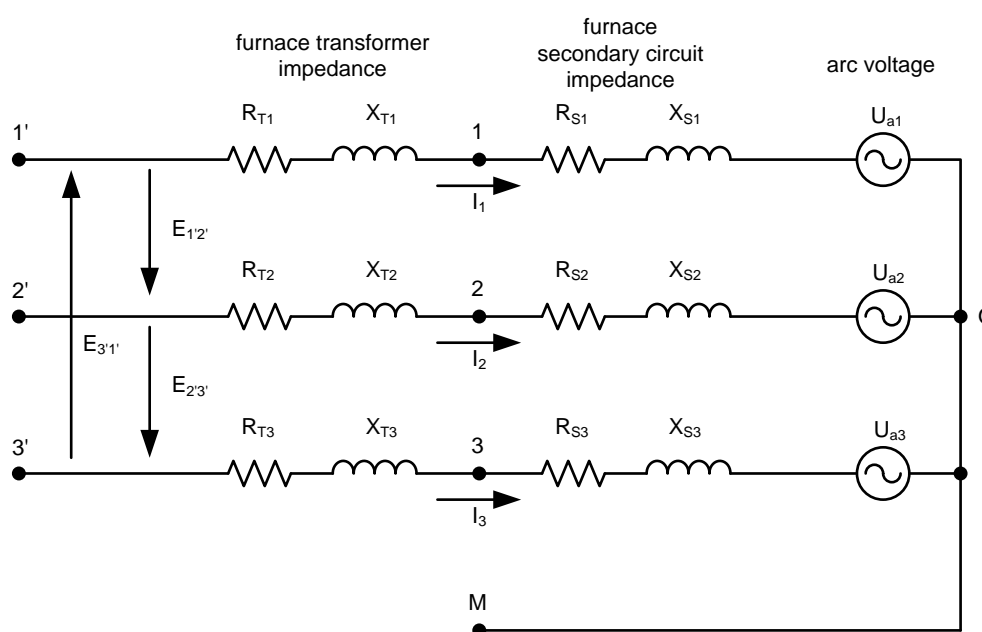 furnace transformer
impedance
furnace
secondary circuit
impedance
arc voltage
1'
R_T1
X_T1
1
R_S1
X_S1
U_a1
I_1
E_1'2'
2'
R_T2
X_T2
2
R_S2
X_S2
U_a2
E_3'1'
I_2
E_2'3'
3'
R_T3
X_T3
3
R_S3
X_S3
U_a3
I_3
M